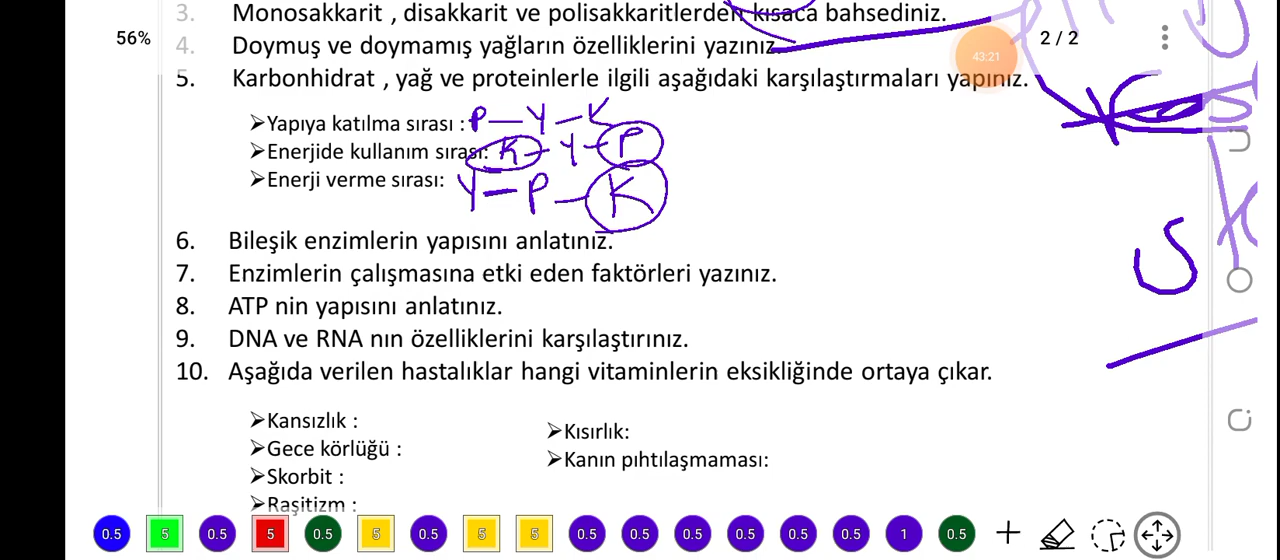 3. Monosakkarit , disakkarit ve polisakkaritlerden kısaca bahsediniz.
56%
4. Doymuş ve doymamış yağların özelliklerini yazınız.
43:21
2 / 2
5. Karbonhidrat , yağ ve proteinlerle ilgili aşağıdaki karşılaştırmaları yapınız.
➢Yapıya katılma sırası : P – Y – K
➢Enerjide kullanım sırası: K – Y – P
➢Enerji verme sırası: Y – P – K
6. Bileşik enzimlerin yapısını anlatınız.
7. Enzimlerin çalışmasına etki eden faktörleri yazınız.
8. ATP nin yapısını anlatınız.
9. DNA ve RNA nın özelliklerini karşılaştırınız.
10. Aşağıda verilen hastalıklar hangi vitaminlerin eksikliğinde ortaya çıkar.
➢Kansızlık :
➢Gece körlüğü :
➢Skorbit :
➢Raşitizm :
➢Kısırlık:
➢Kanın pıhtılaşmaması:
0.5 5 0.5 5 0.5 5 0.5 5 5 0.5 0.5 0.5 0.5 0.5 0.5 1 0.5